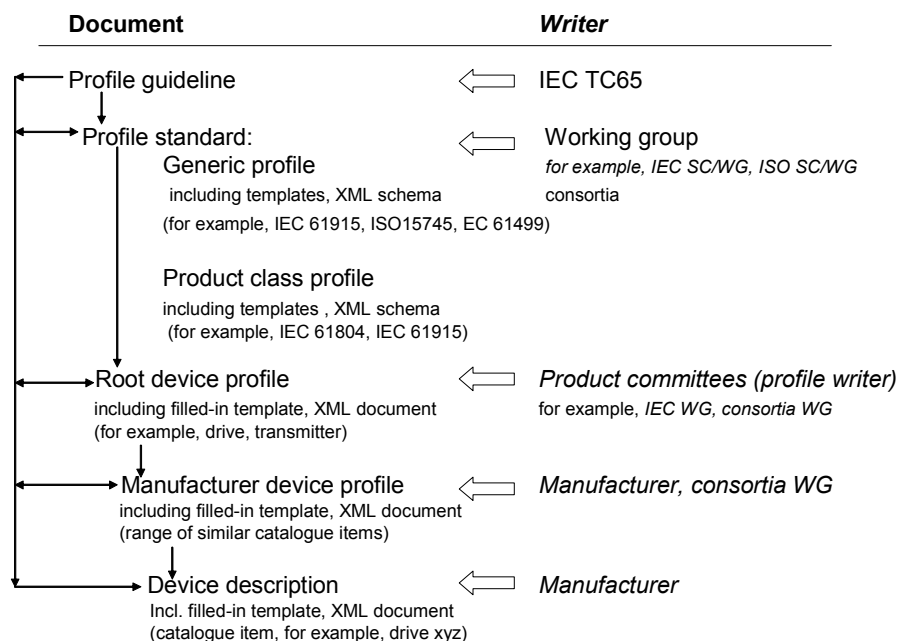 Document Writer
Profile guideline IEC TC65
Profile standard: Working group
Generic profile for example, IEC SC/WG, ISO SC/WG
including templates, XML schema consortia
(for example, IEC 61915, ISO15745, EC 61499)
Product class profile
including templates , XML schema
(for example, IEC 61804, IEC 61915)
Root device profile Product committees (profile writer)
including filled-in template, XML document for example, IEC WG, consortia WG
(for example, drive, transmitter)
Manufacturer device profile Manufacturer, consortia WG
including filled-in template, XML document
(range of similar catalogue items)
Device description Manufacturer
Incl. filled-in template, XML document
(catalogue item, for example, drive xyz)